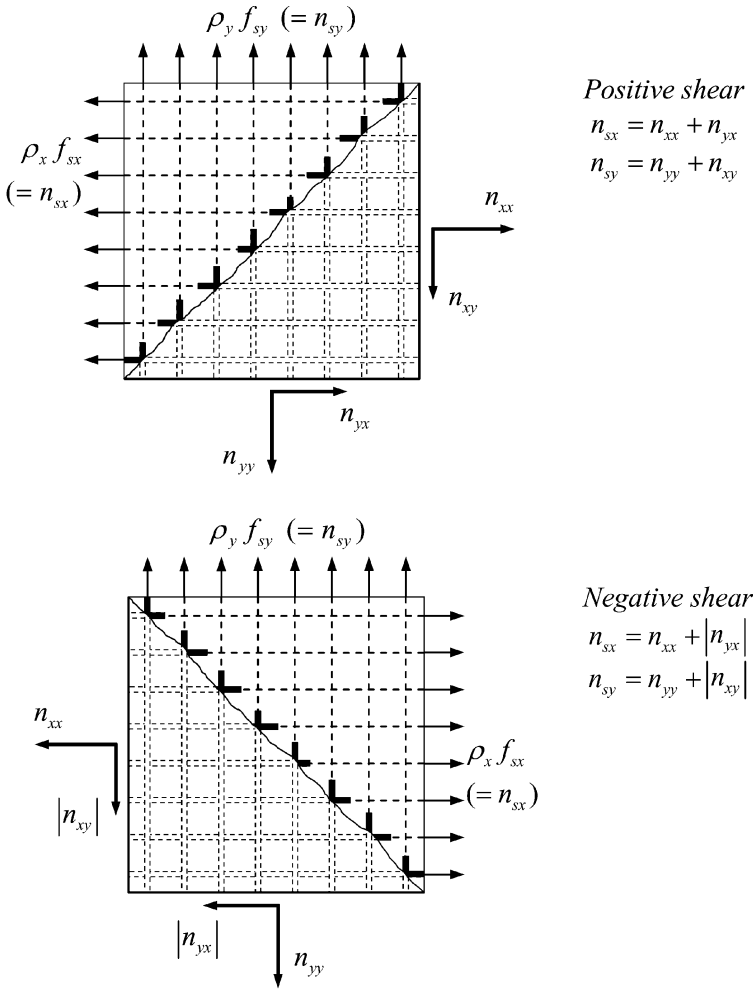 ρ_y f_sy (= n_sy)
Positive shear
n_sx = n_xx + n_yx
n_sy = n_yy + n_xy
ρ_x f_sx
(= n_sx)
n_xx
n_xy
n_yx
n_yy
ρ_y f_sy (= n_sy)
Negative shear
n_sx = n_xx + |n_yx|
n_sy = n_yy + |n_xy|
n_xx
ρ_x f_sx
(= n_sx)
|n_xy|
|n_yx|
n_yy